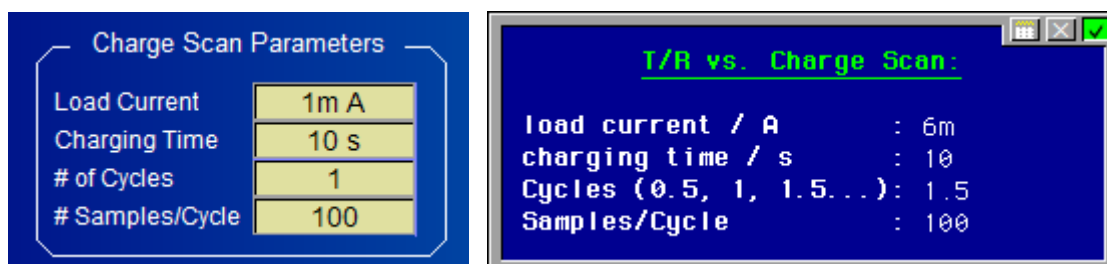 Charge Scan Parameters
Load Current 1m A
Charging Time 10 s
# of Cycles 1
# Samples/Cycle 100
T/R vs. Charge Scan:
load current / A : 6m
charging time / s : 10
Cycles (0.5, 1, 1.5...): 1.5
Samples/Cycle : 100